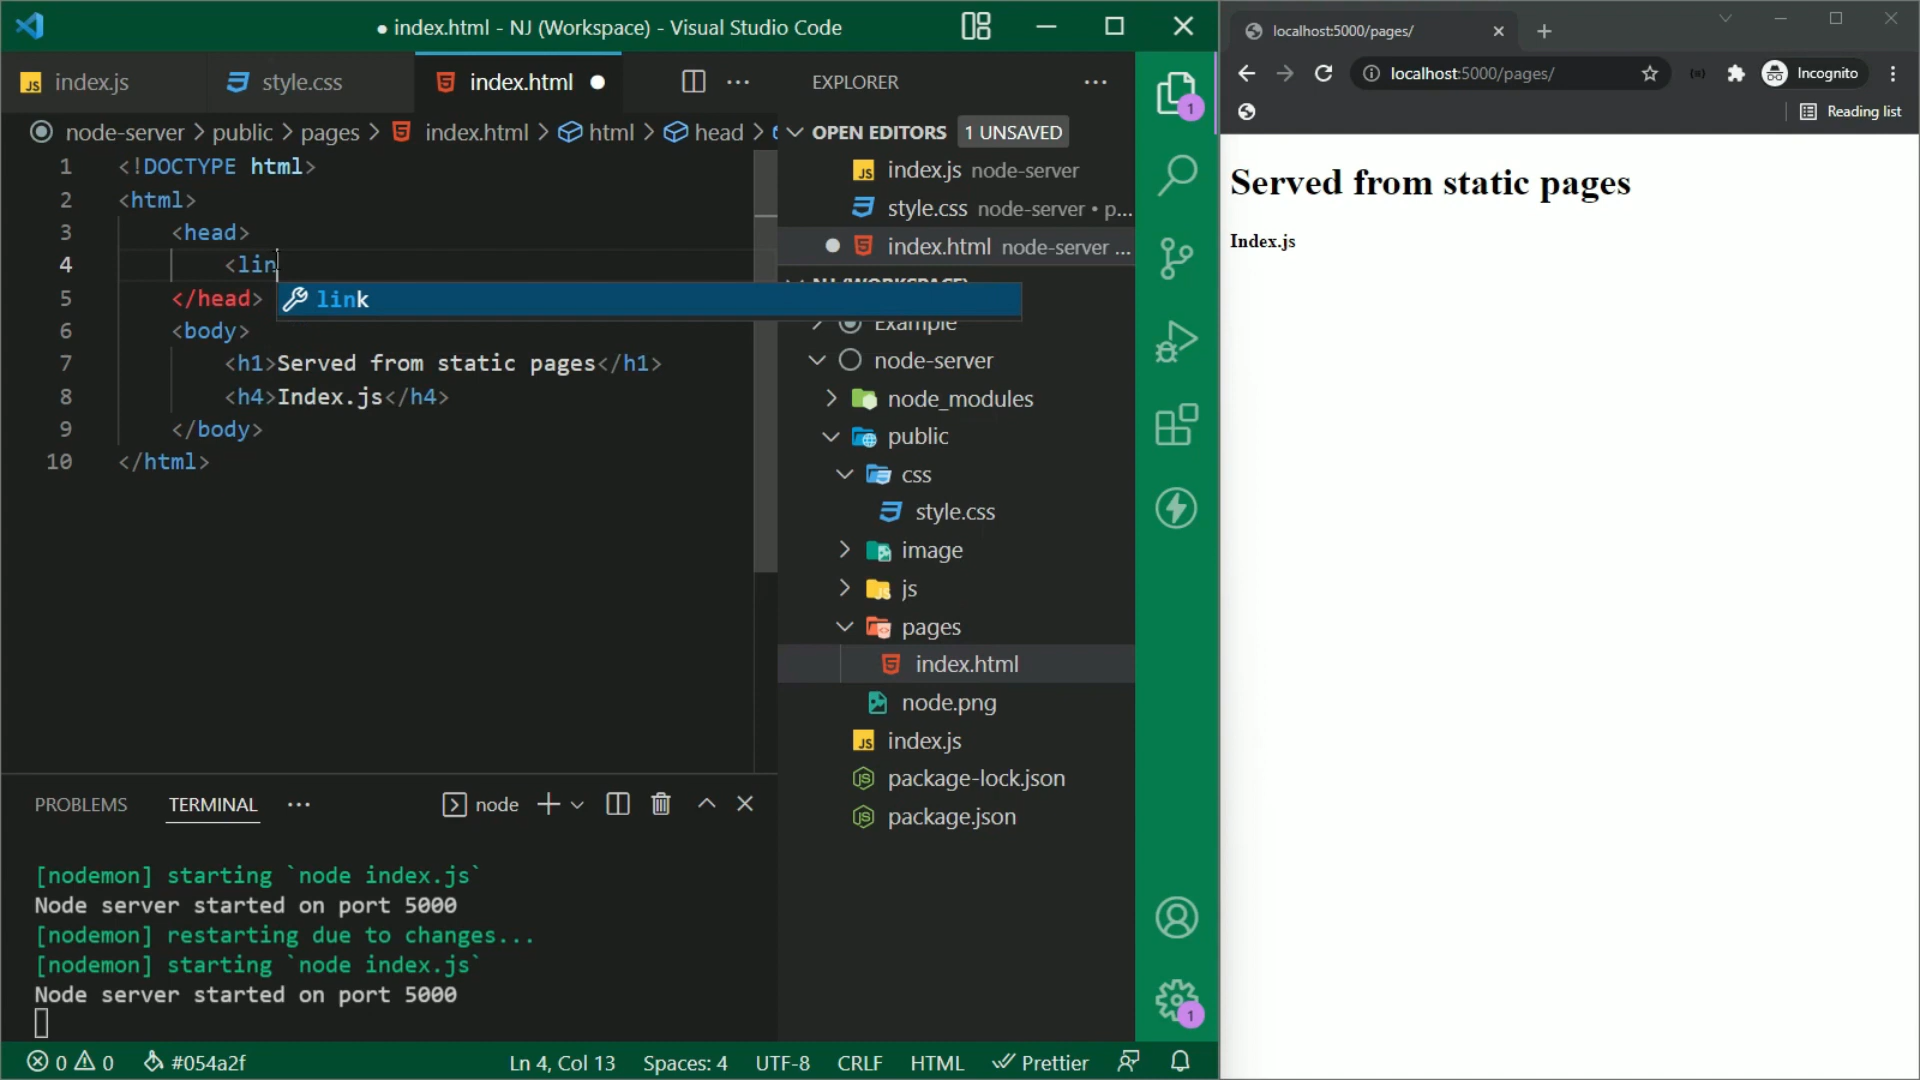 ● index.html - NJ (Workspace) - Visual Studio Code
index.js
style.css
index.html
node-server > public > pages > index.html > html > head >
1 <!DOCTYPE html>
2 <html>
3 <head>
4 <lin
link
5 </head>
6 <body>
7 <h1>Served from static pages</h1>
8 <h4>Index.js</h4>
9 </body>
10 </html>
PROBLEMS
TERMINAL
node
[nodemon] starting `node index.js`
Node server started on port 5000
[nodemon] restarting due to changes...
[nodemon] starting `node index.js`
Node server started on port 5000
EXPLORER
OPEN EDITORS 1 UNSAVED
index.js node-server
style.css node-server • p...
index.html node-server ...
NJ (WORKSPACE)
Example
node-server
node_modules
public
css
style.css
image
js
pages
index.html
node.png
index.js
package-lock.json
package.json
1
1
0 0 #054a2f Ln 4, Col 13 Spaces: 4 UTF-8 CRLF HTML Prettier
localhost:5000/pages/
localhost:5000/pages/
Incognito
Reading list
Served from static pages
Index.js